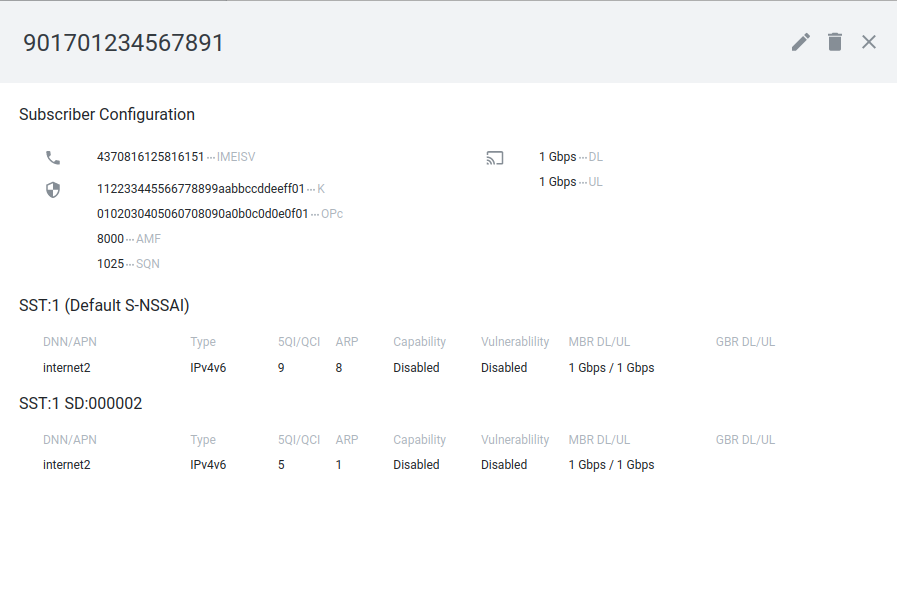 901701234567891
Subscriber Configuration
4370816125816151 ... IMEISV
112233445566778899aabbccddeeff01 ... K
0102030405060708090a0b0c0d0e0f01 ... OPc
8000 ... AMF
1025 ... SQN
1 Gbps ... DL
1 Gbps ... UL
SST:1 (Default S-NSSAI)
DNN/APN Type 5QI/QCI ARP Capability Vulnerablility MBR DL/UL GBR DL/UL
internet2 IPv4v6 9 8 Disabled Disabled 1 Gbps / 1 Gbps
SST:1 SD:000002
DNN/APN Type 5QI/QCI ARP Capability Vulnerablility MBR DL/UL GBR DL/UL
internet2 IPv4v6 5 1 Disabled Disabled 1 Gbps / 1 Gbps